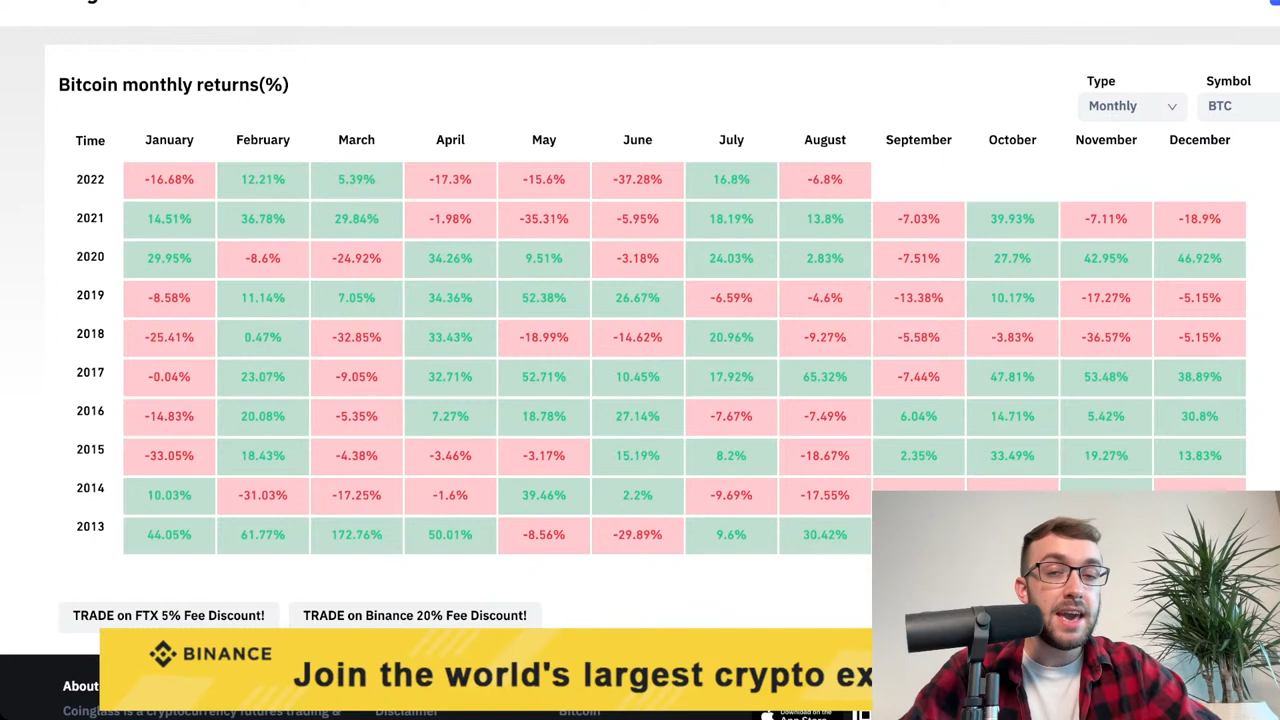 Bitcoin monthly returns(%)
Type Symbol
Monthly BTC
Time January February March April May June July August September October November December
2022 -16.68% 12.21% 5.39% -17.3% -15.6% -37.28% 16.8% -6.8%
2021 14.51% 36.78% 29.84% -1.98% -35.31% -5.95% 18.19% 13.8% -7.03% 39.93% -7.11% -18.9%
2020 29.95% -8.6% -24.92% 34.26% 9.51% -3.18% 24.03% 2.83% -7.51% 27.7% 42.95% 46.92%
2019 -8.58% 11.14% 7.05% 34.36% 52.38% 26.67% -6.59% -4.6% -13.38% 10.17% -17.27% -5.15%
2018 -25.41% 0.47% -32.85% 33.43% -18.99% -14.62% 20.96% -9.27% -5.58% -3.83% -36.57% -5.15%
2017 -0.04% 23.07% -9.05% 32.71% 52.71% 10.45% 17.92% 65.32% -7.44% 47.81% 53.48% 38.89%
2016 -14.83% 20.08% -5.35% 7.27% 18.78% 27.14% -7.67% -7.49% 6.04% 14.71% 5.42% 30.8%
2015 -33.05% 18.43% -4.38% -3.46% -3.17% 15.19% 8.2% -18.67% 2.35% 33.49% 19.27% 13.83%
2014 10.03% -31.03% -17.25% -1.6% 39.46% 2.2% -9.69% -17.55%
2013 44.05% 61.77% 172.76% 50.01% -8.56% -29.89% 9.6% 30.42%
TRADE on FTX 5% Fee Discount! TRADE on Binance 20% Fee Discount!
BINANCE Join the world's largest crypto ex
About
Coinglass is a cryptocurrency futures trading & Disclaimer Bitcoin
Download on the
App Store